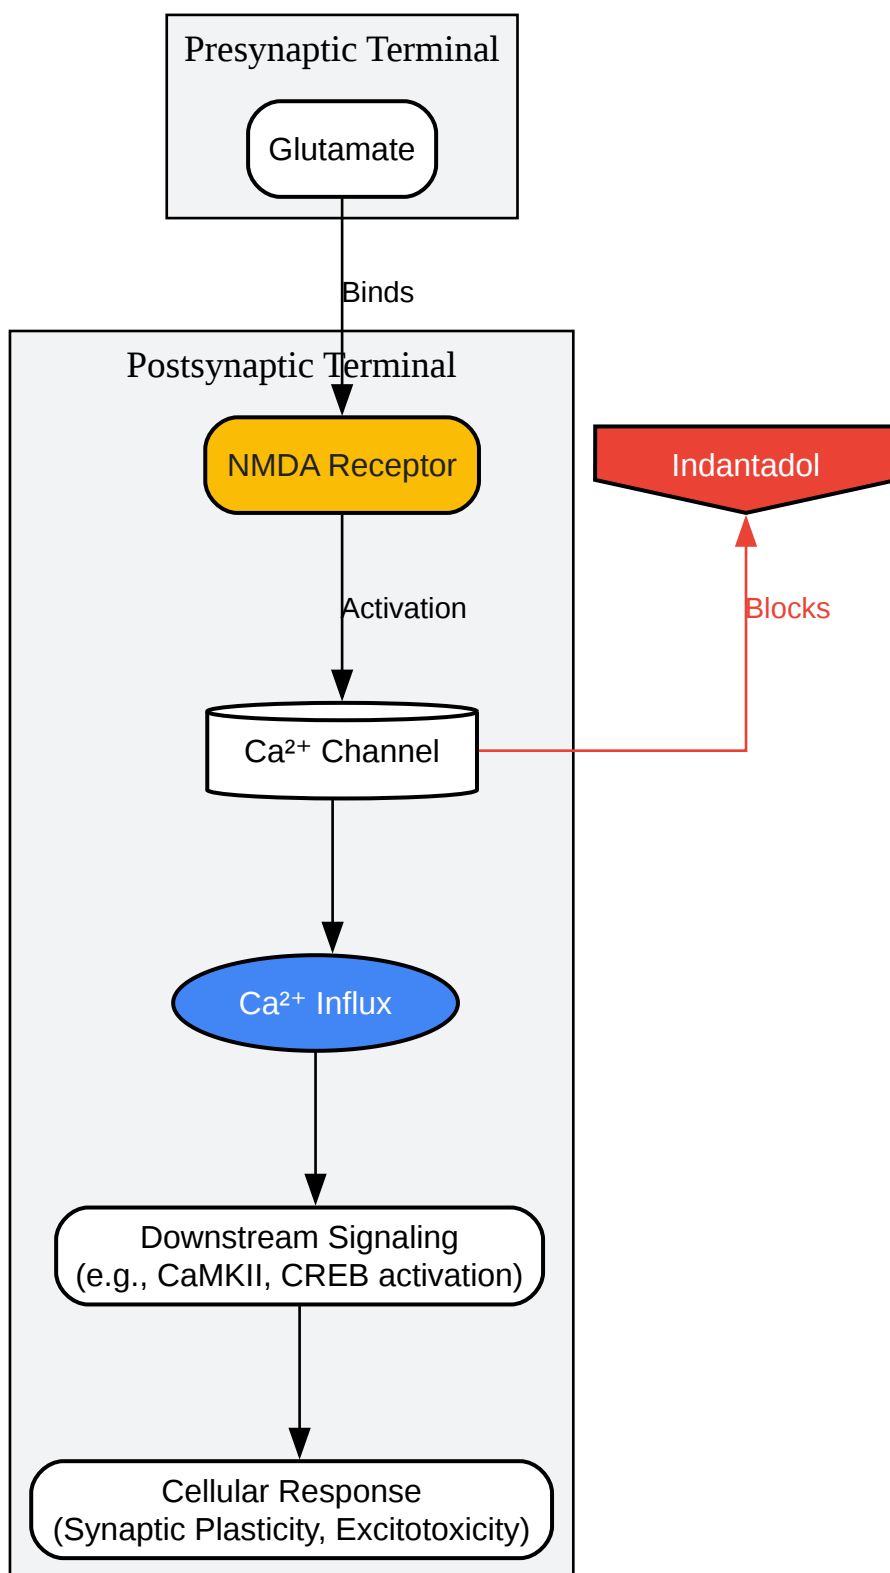 Presynaptic Terminal
Glutamate
Binds
Postsynaptic Terminal
NMDA Receptor
Indantadol
Activation
Blocks
Ca²⁺ Channel
Ca²⁺ Influx
Downstream Signaling
(e.g., CaMKII, CREB activation)
Cellular Response
(Synaptic Plasticity, Excitotoxicity)